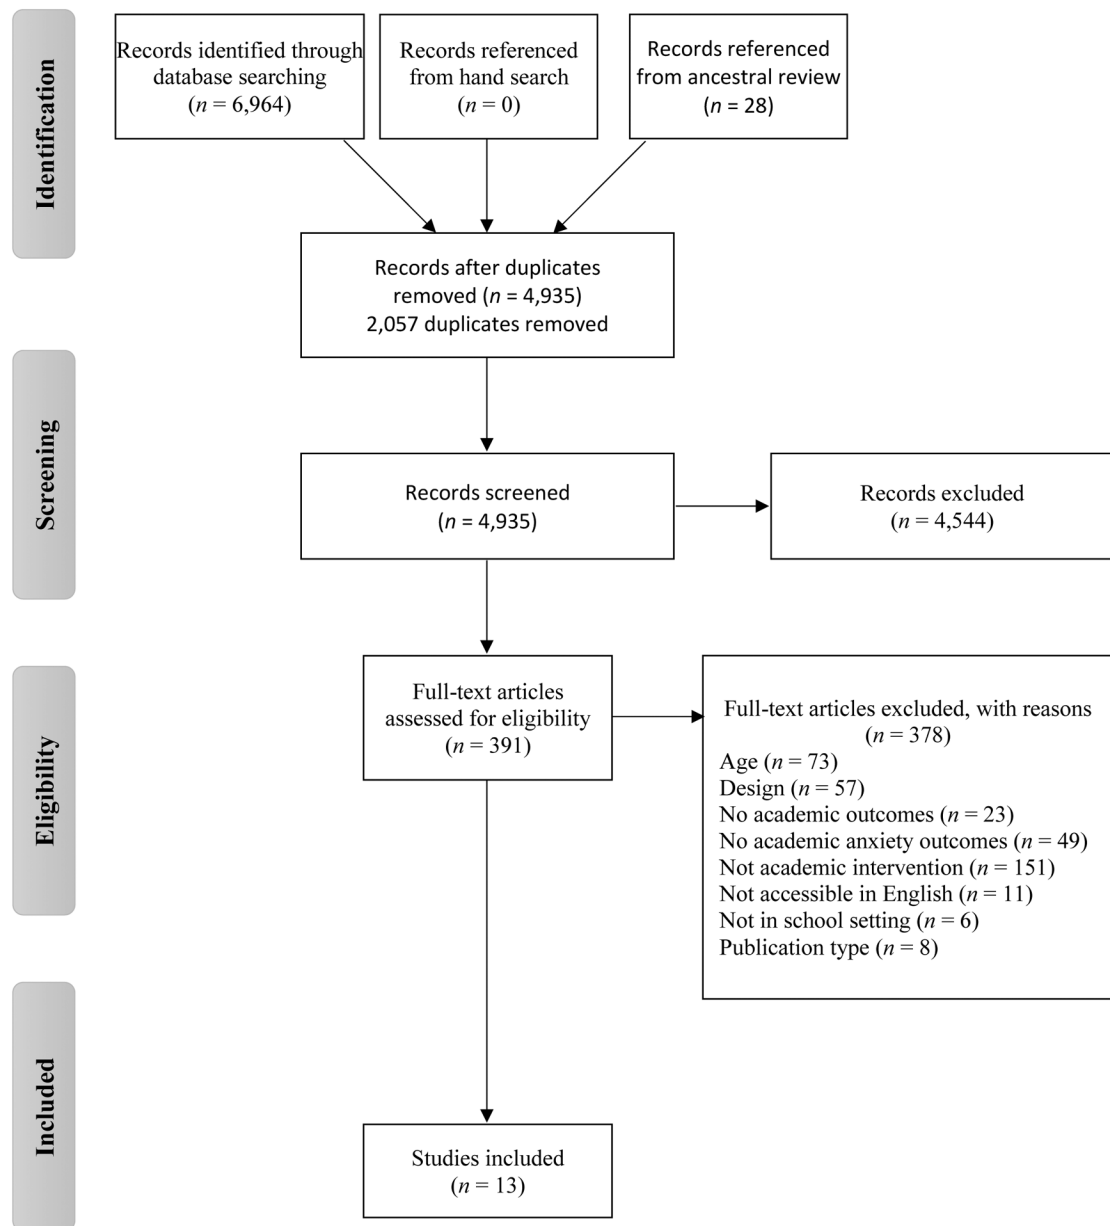 Identification
Records identified through
database searching
(n = 6,964)
Records referenced
from hand search
(n = 0)
Records referenced
from ancestral review
(n = 28)
Records after duplicates
removed (n = 4,935)
2,057 duplicates removed
Screening
Records screened
(n = 4,935)
Records excluded
(n = 4,544)
Eligibility
Full-text articles
assessed for eligibility
(n = 391)
Full-text articles excluded, with reasons
(n = 378)
Age (n = 73)
Design (n = 57)
No academic outcomes (n = 23)
No academic anxiety outcomes (n = 49)
Not academic intervention (n = 151)
Not accessible in English (n = 11)
Not in school setting (n = 6)
Publication type (n = 8)
Included
Studies included
(n = 13)